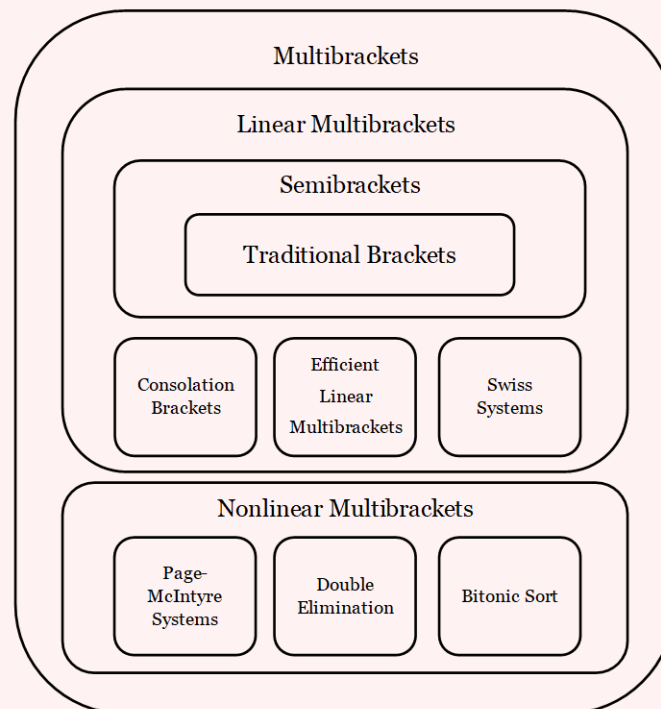 Multibrackets
Linear Multibrackets
Semibrackets
Traditional Brackets
Consolation
Brackets
Efficient
Linear
Multibrackets
Swiss
Systems
Nonlinear Multibrackets
Page-
McIntyre
Systems
Double
Elimination
Bitonic Sort